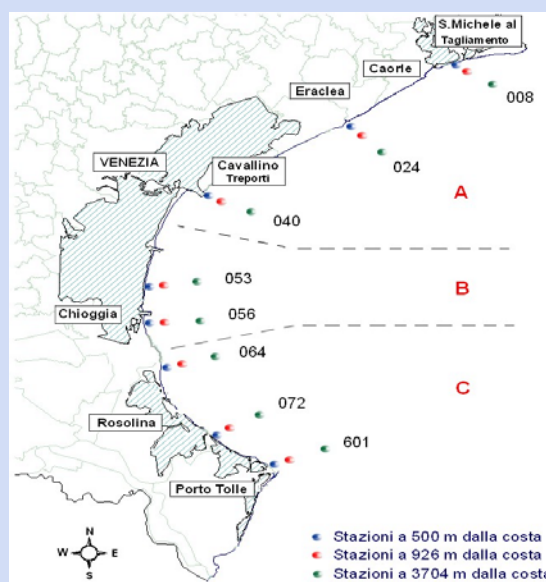 S.Michele al
Tagliamento
Caorle
008
Eraclea
024
VENEZIA
Cavallino
Treporti
A
040
053
B
Chioggia
056
064
C
072
Rosolina
601
Porto Tolle
N
W E
S
Stazioni a 500 m dalla costa
Stazioni a 926 m dalla costa
Stazioni a 3704 m dalla costa